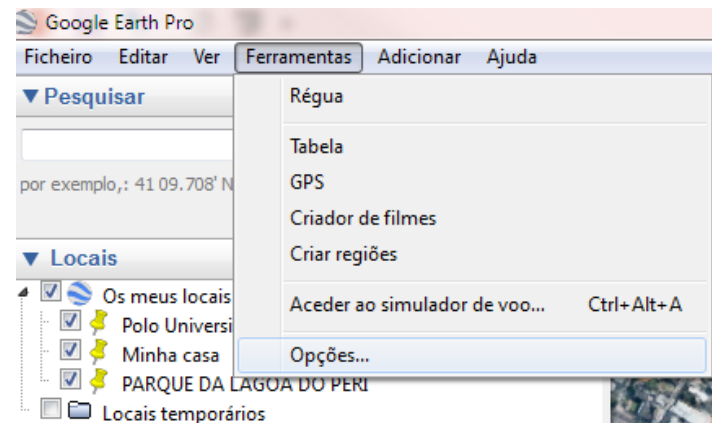 Google Earth Pro
Ficheiro Editar Ver Ferramentas Adicionar Ajuda
Pesquisar
por exemplo,: 41 09.708' N
Régua
Tabela
GPS
Criador de filmes
Criar regiões
Aceder ao simulador de voo... Ctrl+Alt+A
Opções...
Locais
Os meus locais
Polo Universi
Minha casa
PARQUE DA LAGOA DO PERI
Locais temporários